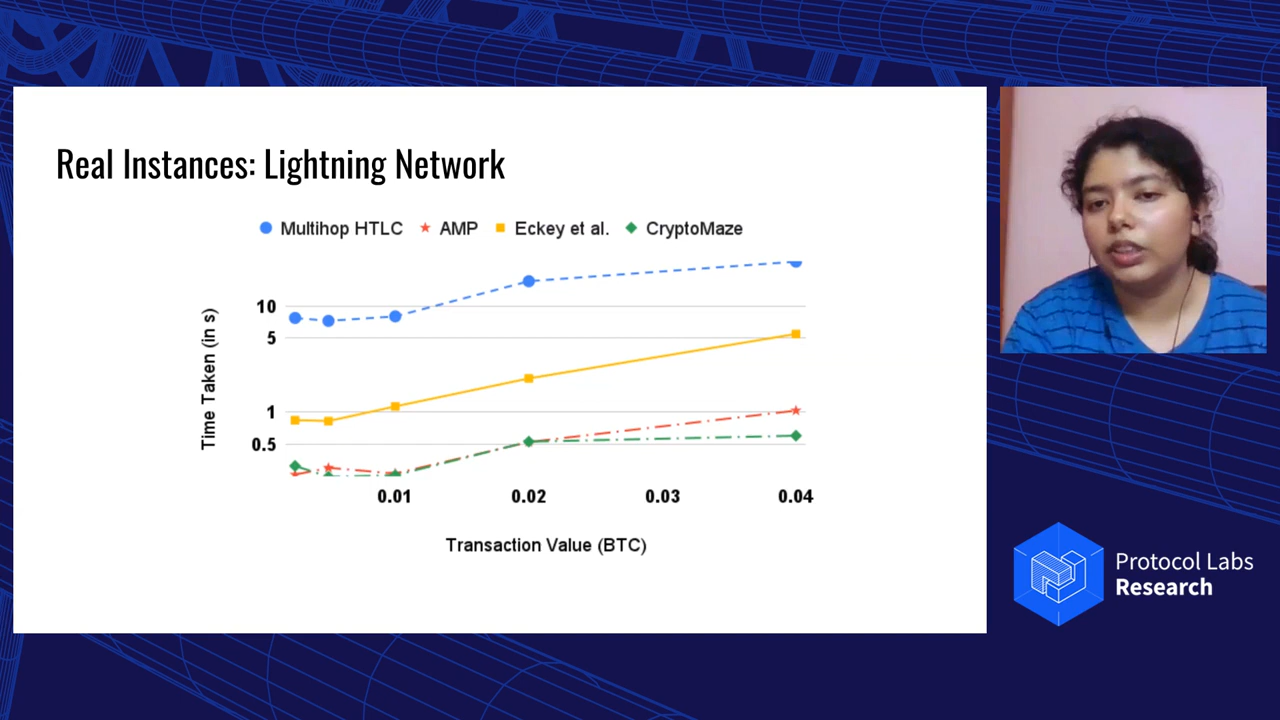 Real Instances: Lightning Network
Multihop HTLC AMP Eckey et al. CryptoMaze
10
5
1
0.5
Time Taken (in s)
0.01 0.02 0.03 0.04
Transaction Value (BTC)
Protocol Labs
Research